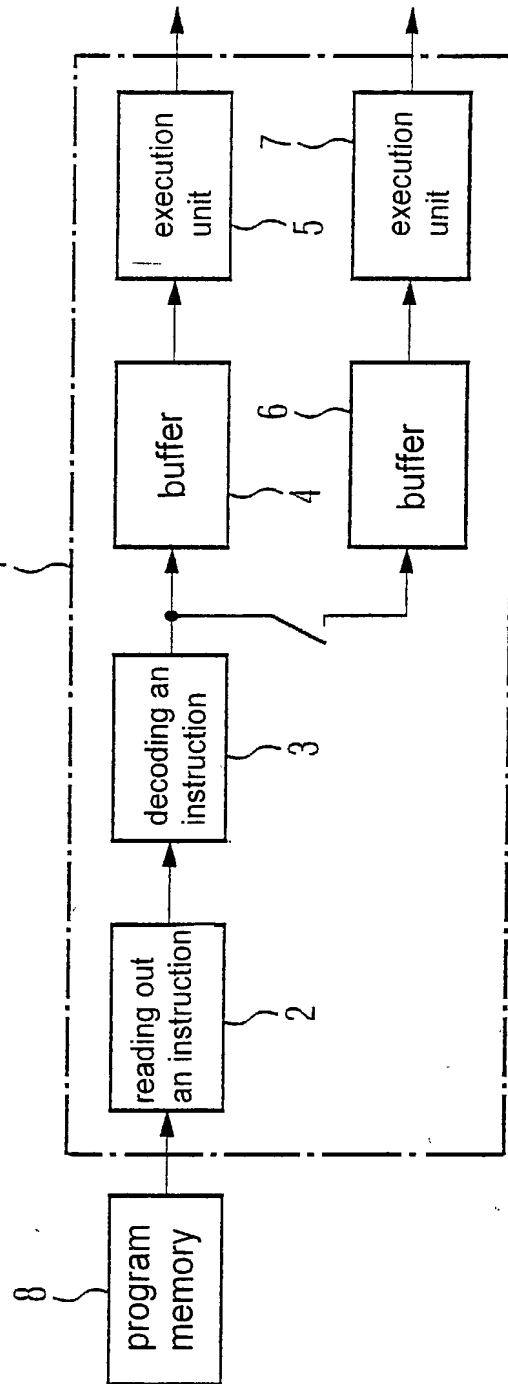 8
program
memory
reading out
an instruction
2
decoding an
instruction
3
buffer
4
execution
unit
5
buffer
6
execution
unit
7